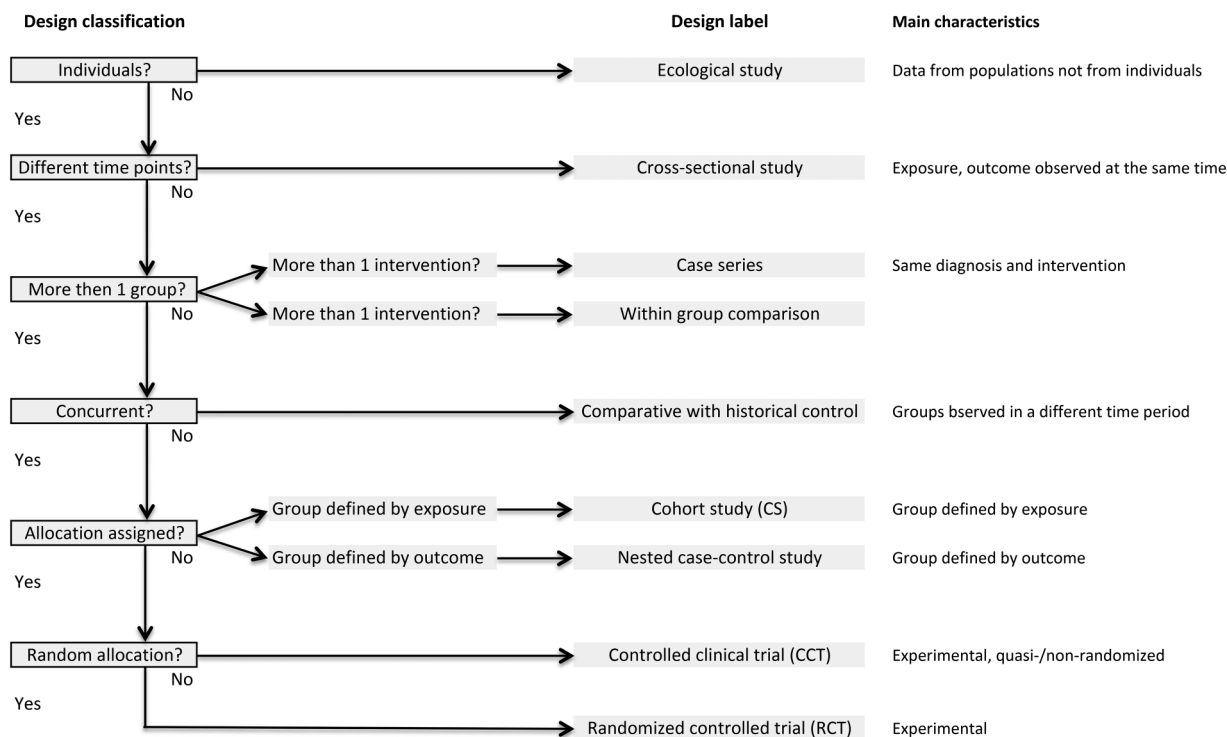 Design classification
Design label
Main characteristics
Individuals?
Ecological study
Data from populations not from individuals
No
Yes
Different time points?
Cross-sectional study
Exposure, outcome observed at the same time
No
Yes
More than 1 intervention?
Case series
Same diagnosis and intervention
More then 1 group?
No
More than 1 intervention?
Within group comparison
Yes
Concurrent?
Comparative with historical control
Groups bserved in a different time period
No
Yes
Group defined by exposure
Cohort study (CS)
Group defined by exposure
Allocation assigned?
No
Group defined by outcome
Nested case-control study
Group defined by outcome
Yes
Random allocation?
Controlled clinical trial (CCT)
Experimental, quasi-/non-randomized
No
Yes
Randomized controlled trial (RCT)
Experimental